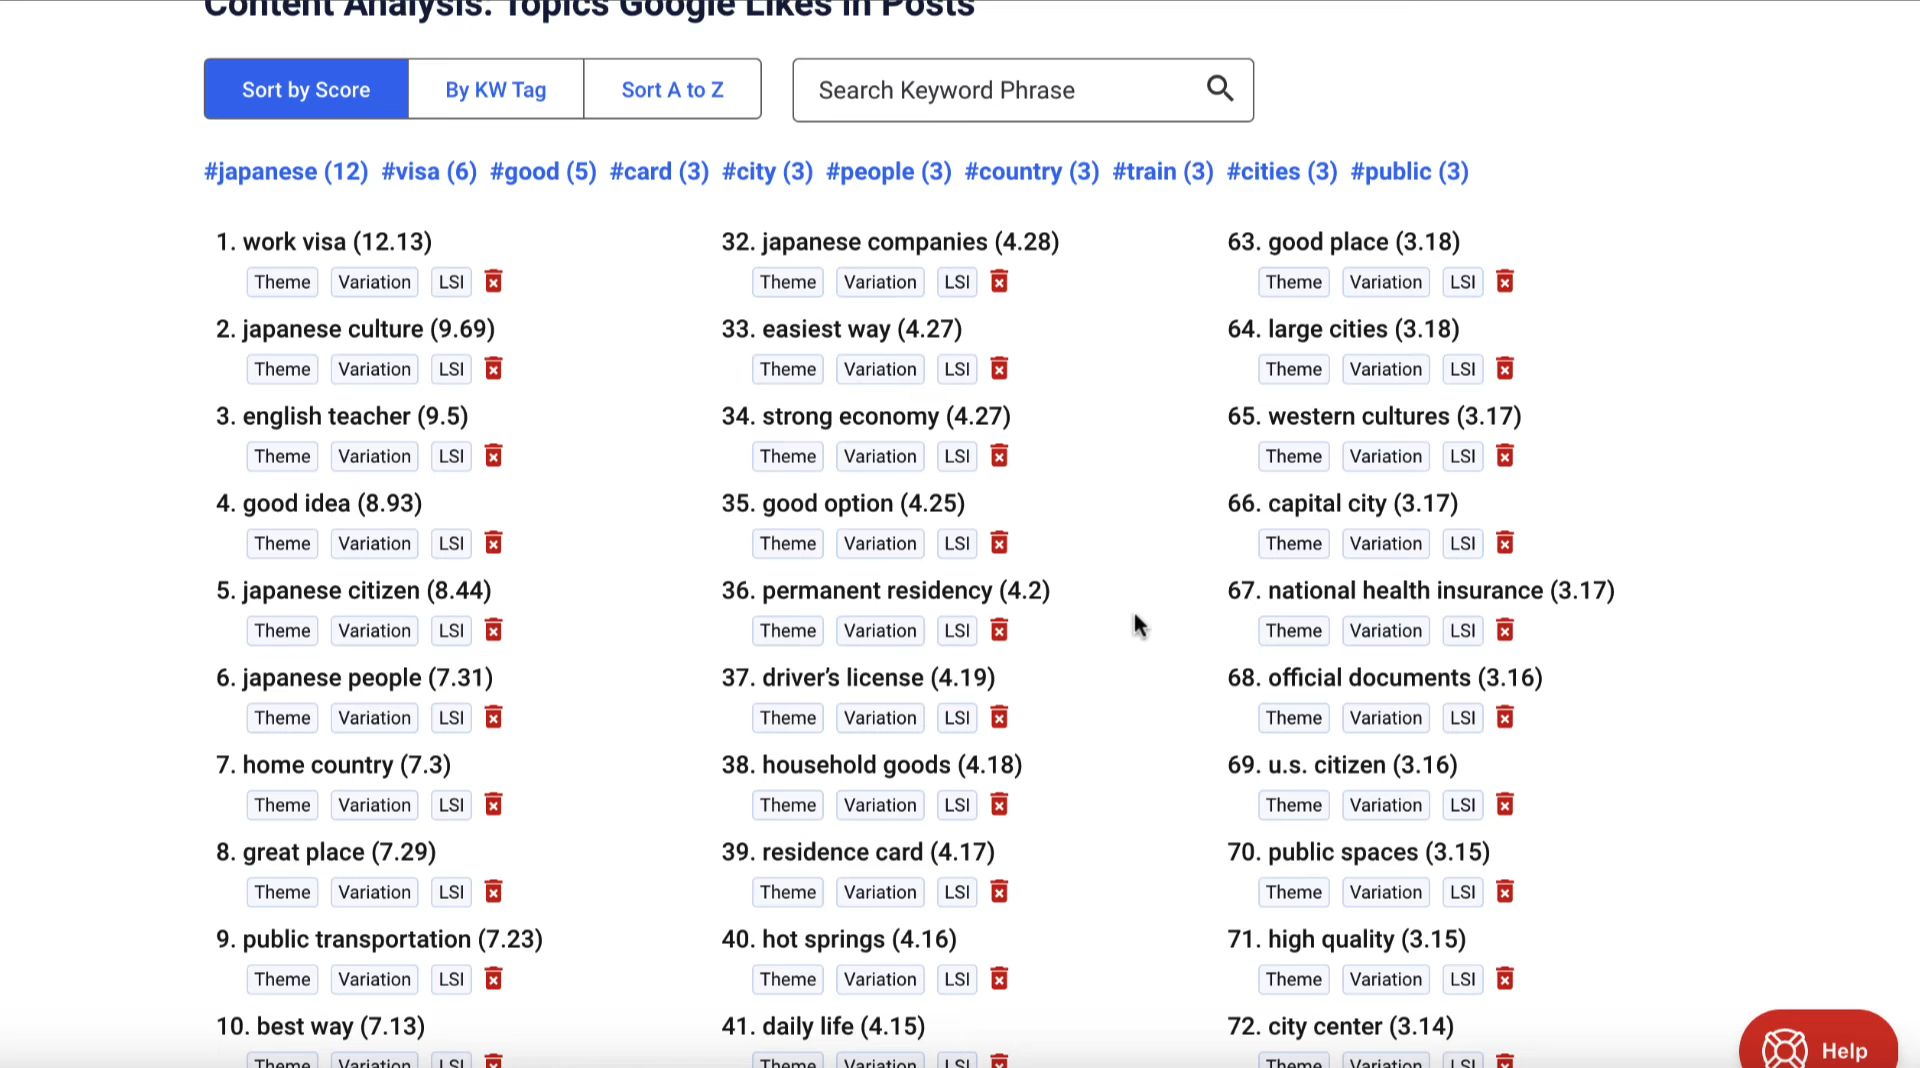 Content Analysis: Topics Google Likes in Posts
Sort by Score
By KW Tag
Sort A to Z
Search Keyword Phrase
#japanese (12) #visa (6) #good (5) #card (3) #city (3) #people (3) #country (3) #train (3) #cities (3) #public (3)
1. work visa (12.13)
Theme Variation LSI
2. japanese culture (9.69)
Theme Variation LSI
3. english teacher (9.5)
Theme Variation LSI
4. good idea (8.93)
Theme Variation LSI
5. japanese citizen (8.44)
Theme Variation LSI
6. japanese people (7.31)
Theme Variation LSI
7. home country (7.3)
Theme Variation LSI
8. great place (7.29)
Theme Variation LSI
9. public transportation (7.23)
Theme Variation LSI
10. best way (7.13)
Theme Variation LSI
32. japanese companies (4.28)
Theme Variation LSI
33. easiest way (4.27)
Theme Variation LSI
34. strong economy (4.27)
Theme Variation LSI
35. good option (4.25)
Theme Variation LSI
36. permanent residency (4.2)
Theme Variation LSI
37. driver's license (4.19)
Theme Variation LSI
38. household goods (4.18)
Theme Variation LSI
39. residence card (4.17)
Theme Variation LSI
40. hot springs (4.16)
Theme Variation LSI
41. daily life (4.15)
Theme Variation LSI
63. good place (3.18)
Theme Variation LSI
64. large cities (3.18)
Theme Variation LSI
65. western cultures (3.17)
Theme Variation LSI
66. capital city (3.17)
Theme Variation LSI
67. national health insurance (3.17)
Theme Variation LSI
68. official documents (3.16)
Theme Variation LSI
69. u.s. citizen (3.16)
Theme Variation LSI
70. public spaces (3.15)
Theme Variation LSI
71. high quality (3.15)
Theme Variation LSI
72. city center (3.14)
Theme Variation LSI
Help